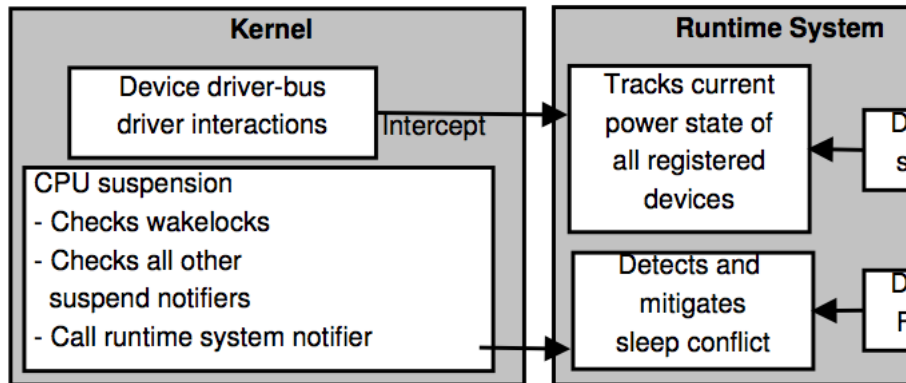 Kernel
Device driver-bus
driver interactions
Intercept
CPU suspension
- Checks wakelocks
- Checks all other
suspend notifiers
- Call runtime system notifier
Runtime System
Tracks current
power state of
all registered
devices
Detects and
mitigates
sleep conflict